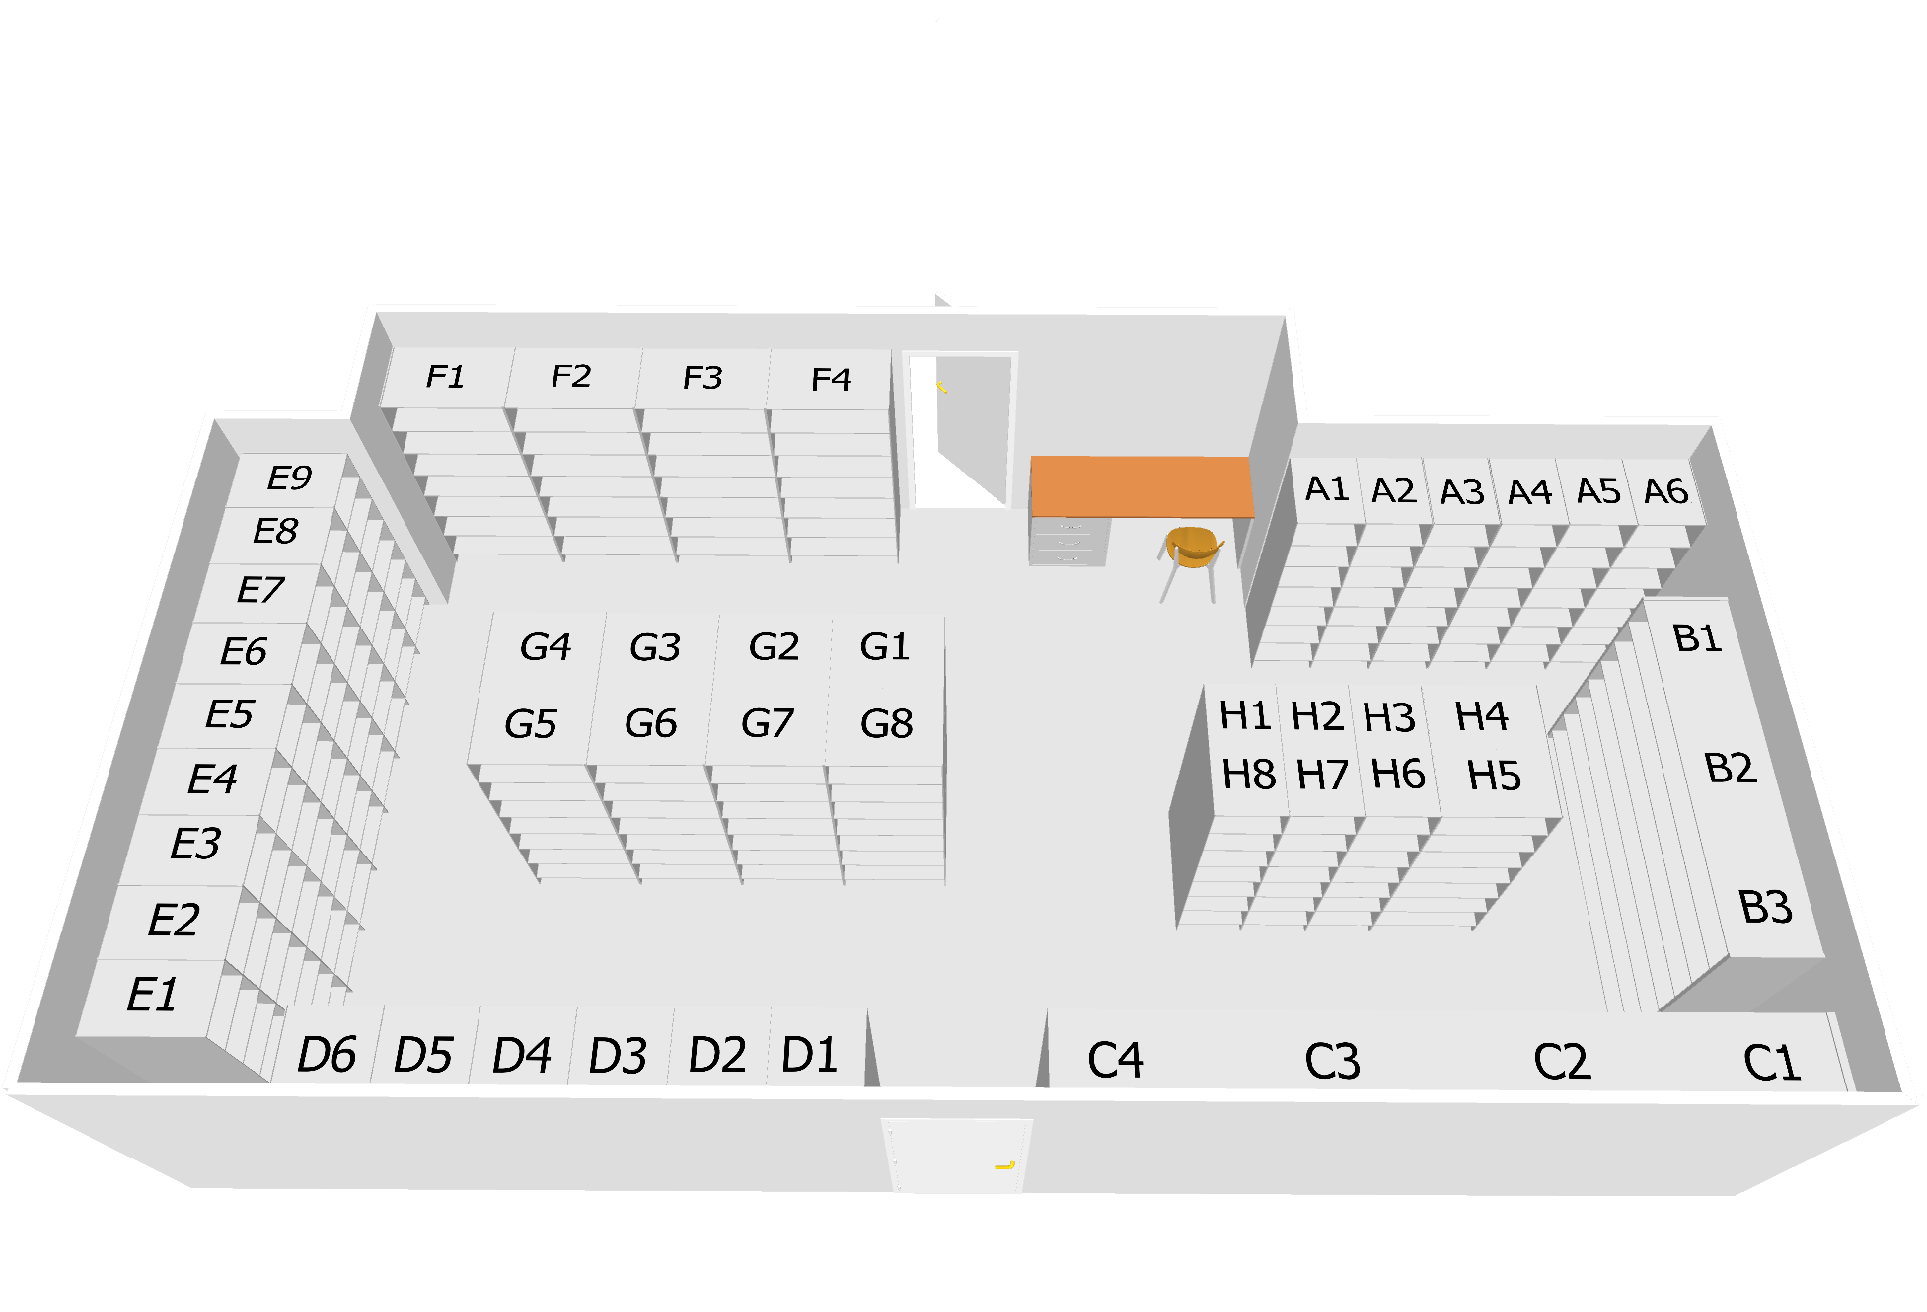 F1 F2 F3 F4
A1 A2 A3 A4 A5 A6
E9
E8
E7
E6
E5
E4
E3
E2
E1
G4 G3 G2 G1
G5 G6 G7 G8
H1 H2 H3 H4
H8 H7 H6 H5
B1
B2
B3
D6 D5 D4 D3 D2 D1
C4 C3 C2 C1